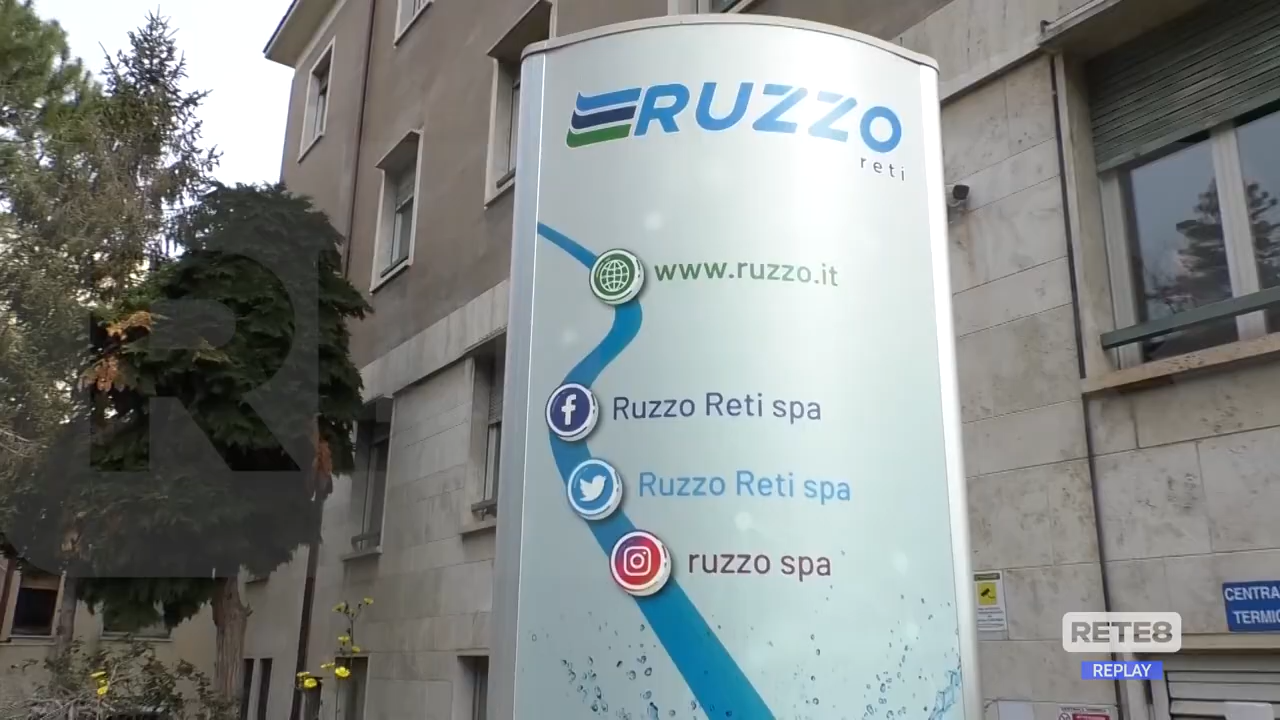 RUZZO
reti
www.ruzzo.it
Ruzzo Reti spa
Ruzzo Reti spa
ruzzo spa
CENTRA
TERMIC
RETE8
REPLAY